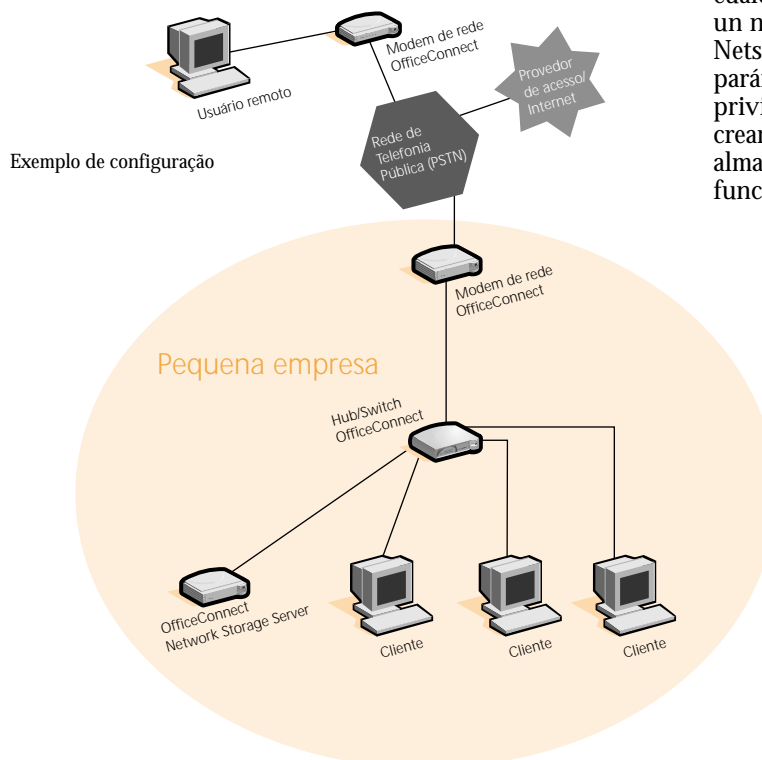 Modem de rede
OfficeConnect
Usuário remoto
Provedor
de acesso/
Internet
Rede de
Telefonia
Pública (PSTN)
Exemplo de configuração
Modem de rede
OfficeConnect
Pequena empresa
Hub/Switch
OfficeConnect
OfficeConnect
Network Storage Server
Cliente
Cliente
Cliente
un n
Nets
pará
priv
crear
alma
func